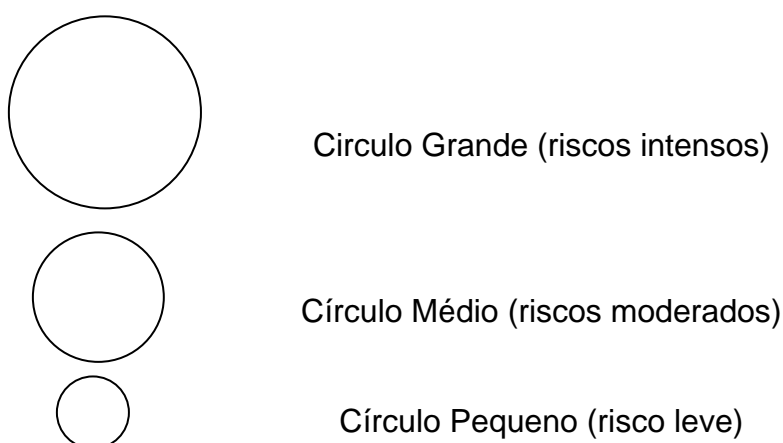 Circulo Grande (riscos intensos)
Círculo Médio (riscos moderados)
Círculo Pequeno (risco leve)